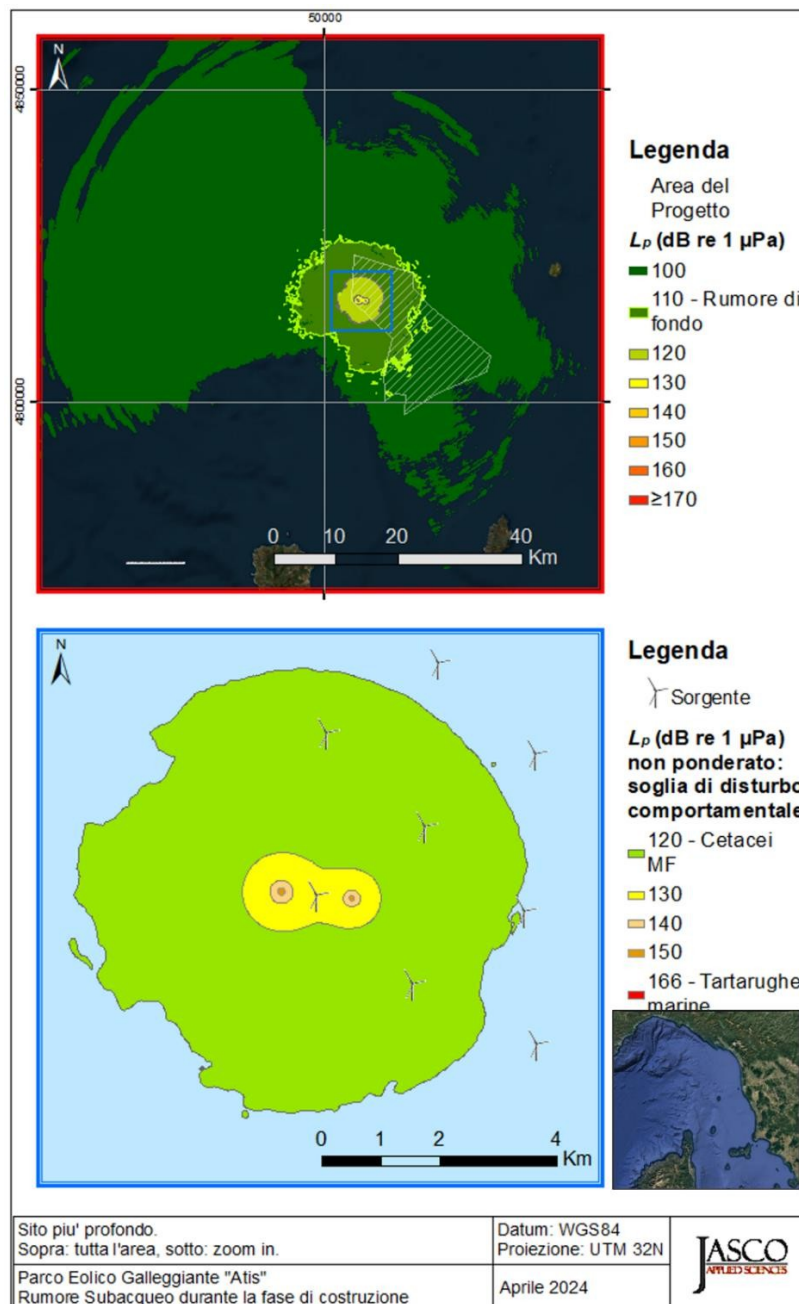 50000
N
4850000
4800000
0 10 20 40
Km
Legenda
Area del
Progetto
Lp (dB re 1 µPa)
100
110 - Rumore di
fondo
120
130
140
150
160
≥170
N
0 1 2 4
Km
Legenda
Sorgente
Lp (dB re 1 µPa)
non ponderato:
soglia di disturbo
comportamentale
120 - Cetacei
MF
130
140
150
166 - Tartarughe
marine
Sito piu' profondo.
Sopra: tutta l'area, sotto: zoom in.
Datum: WGS84
Proiezione: UTM 32N
Parco Eolico Galleggiante "Atis"
Rumore Subacqueo durante la fase di costruzione
Aprile 2024
JASCO
APPLIED SCIENCES